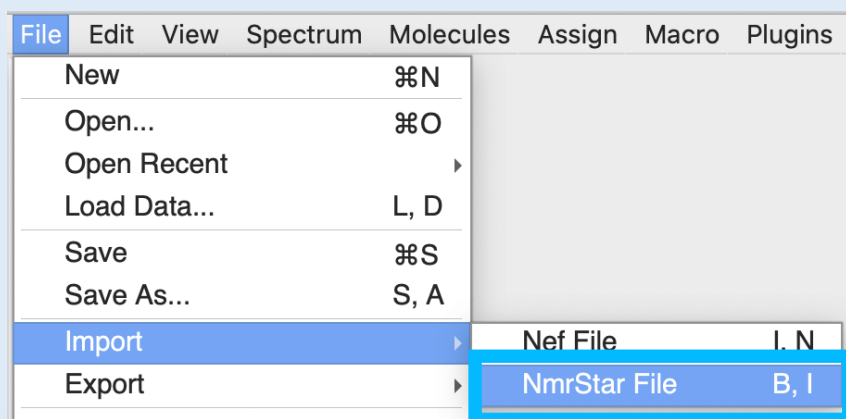 File Edit View Spectrum Molecules Assign Macro Plugins
New ⌘N
Open... ⌘O
Open Recent
Load Data... L, D
Save ⌘S
Save As... S, A
Import
Nef File I, N
Export
NmrStar File B, I